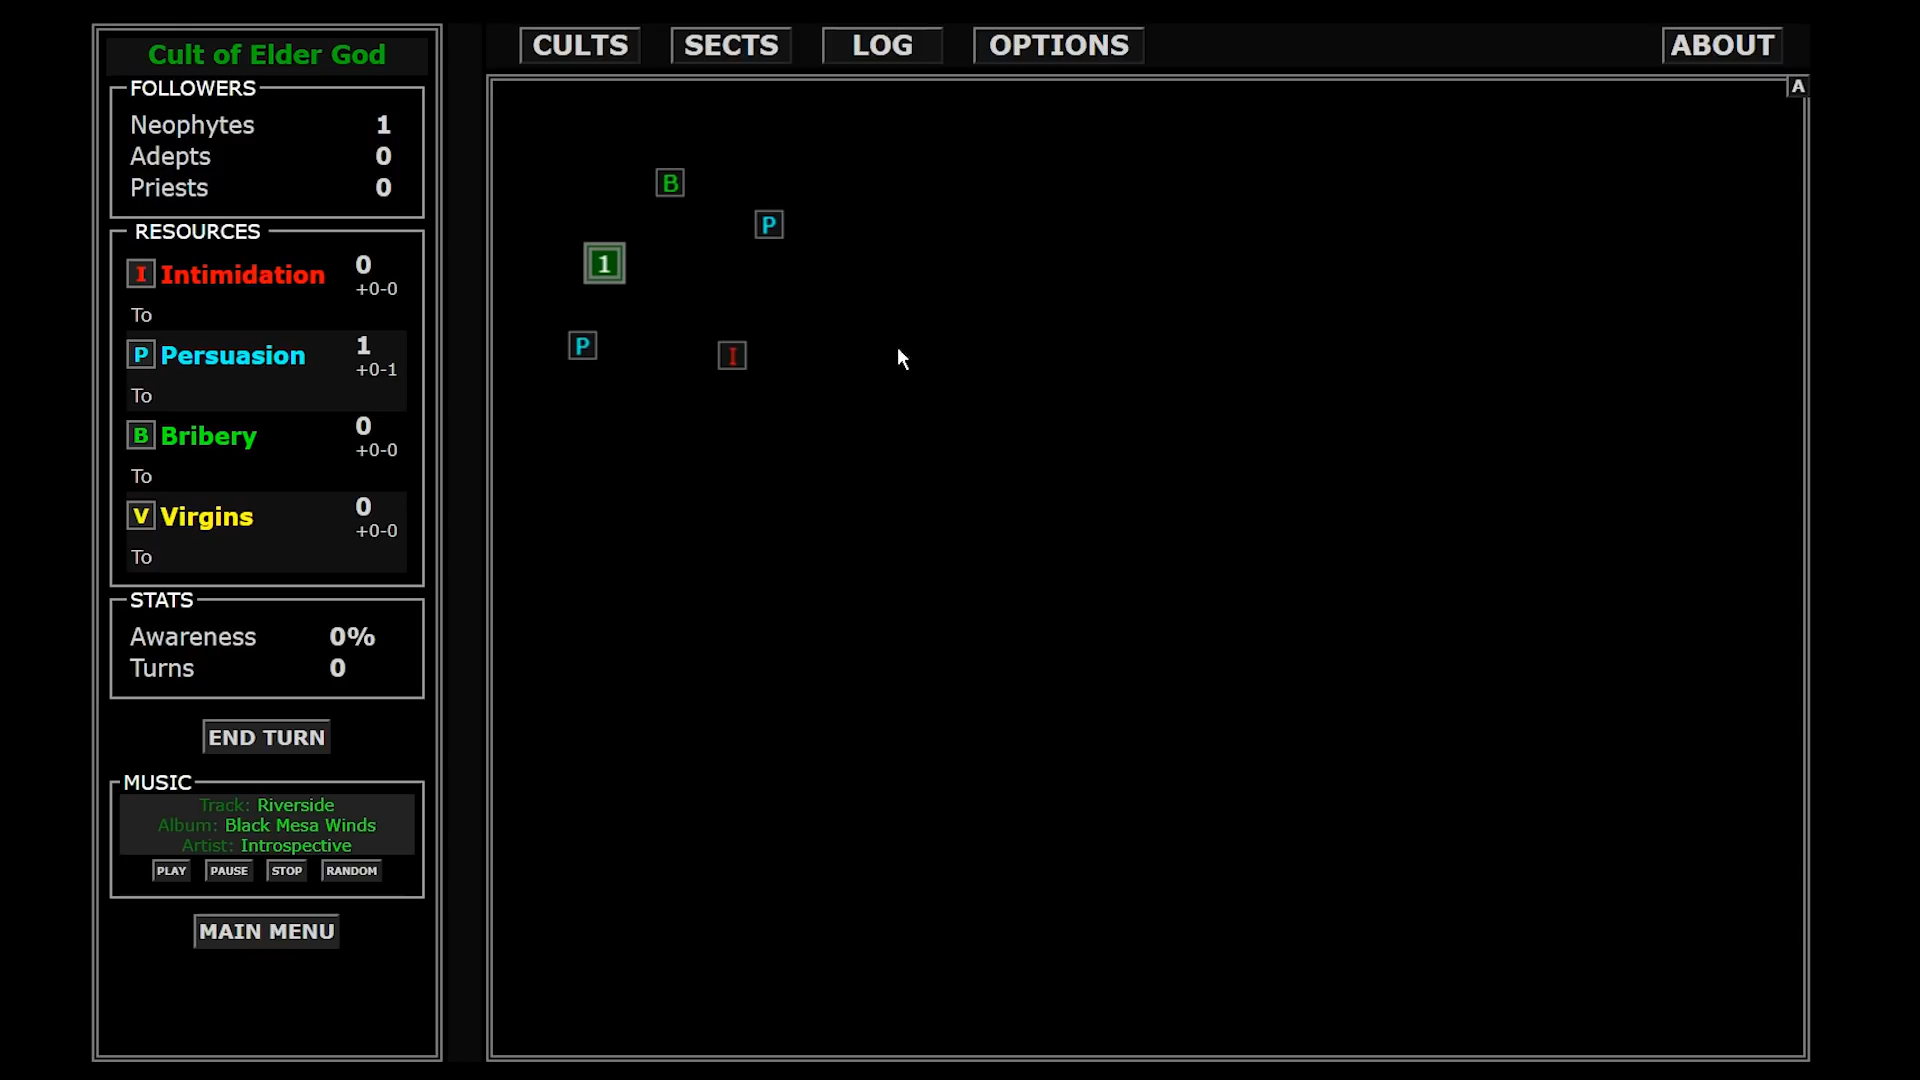 Cult of Elder God
FOLLOWERS
Neophytes 1
Adepts 0
Priests 0
RESOURCES
I Intimidation 0
+0-0
To
P Persuasion 1
+0-1
To
B Bribery 0
+0-0
To
V Virgins 0
+0-0
To
STATS
Awareness 0%
Turns 0
END TURN
MUSIC
Track: Riverside
Album: Black Mesa Winds
Artist: Introspective
PLAY PAUSE STOP RANDOM
MAIN MENU
CULTS SECTS LOG OPTIONS ABOUT
A
B
P
1
P
I